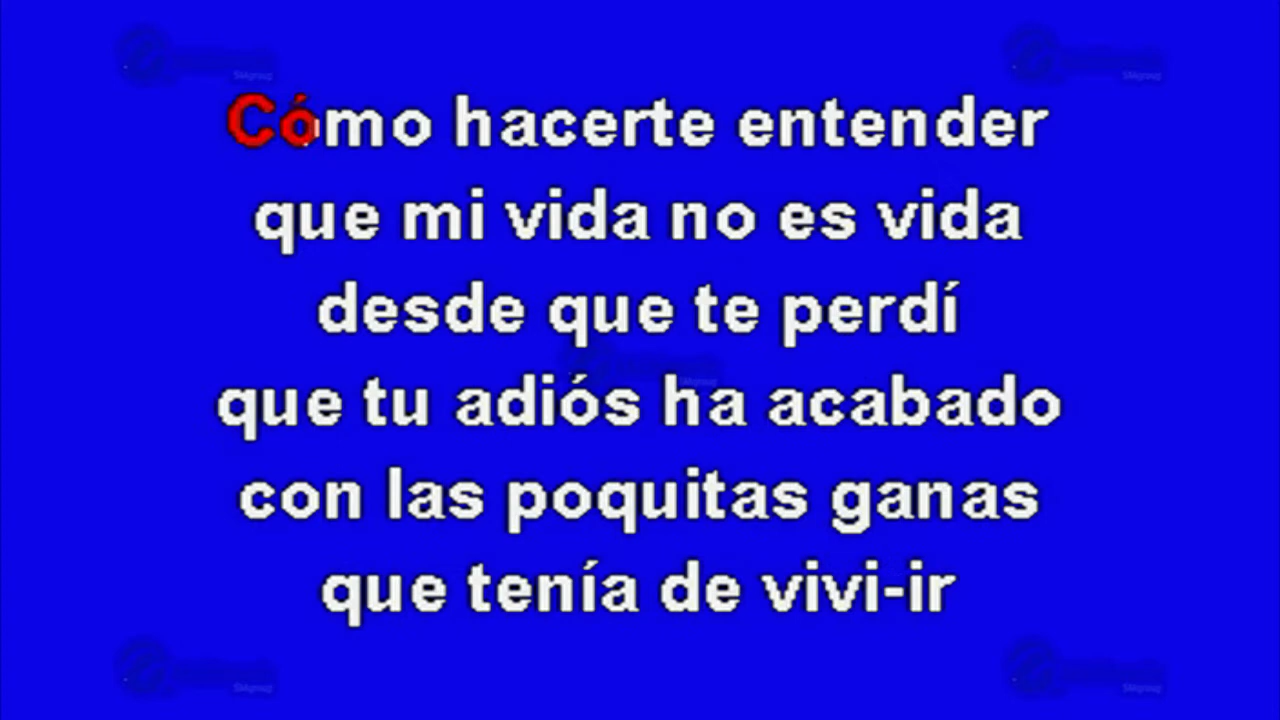 Cómo hacerte entender
que mi vida no es vida
desde que te perdí
que tu adiós ha acabado
con las poquitas ganas
que tenía de vivi-ir